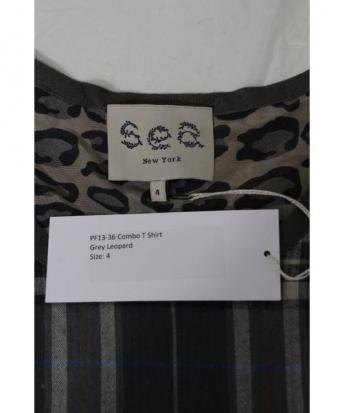 Sea
New York
4
PF13-36 Combo T Shirt
Grey Leopard
Size: 4